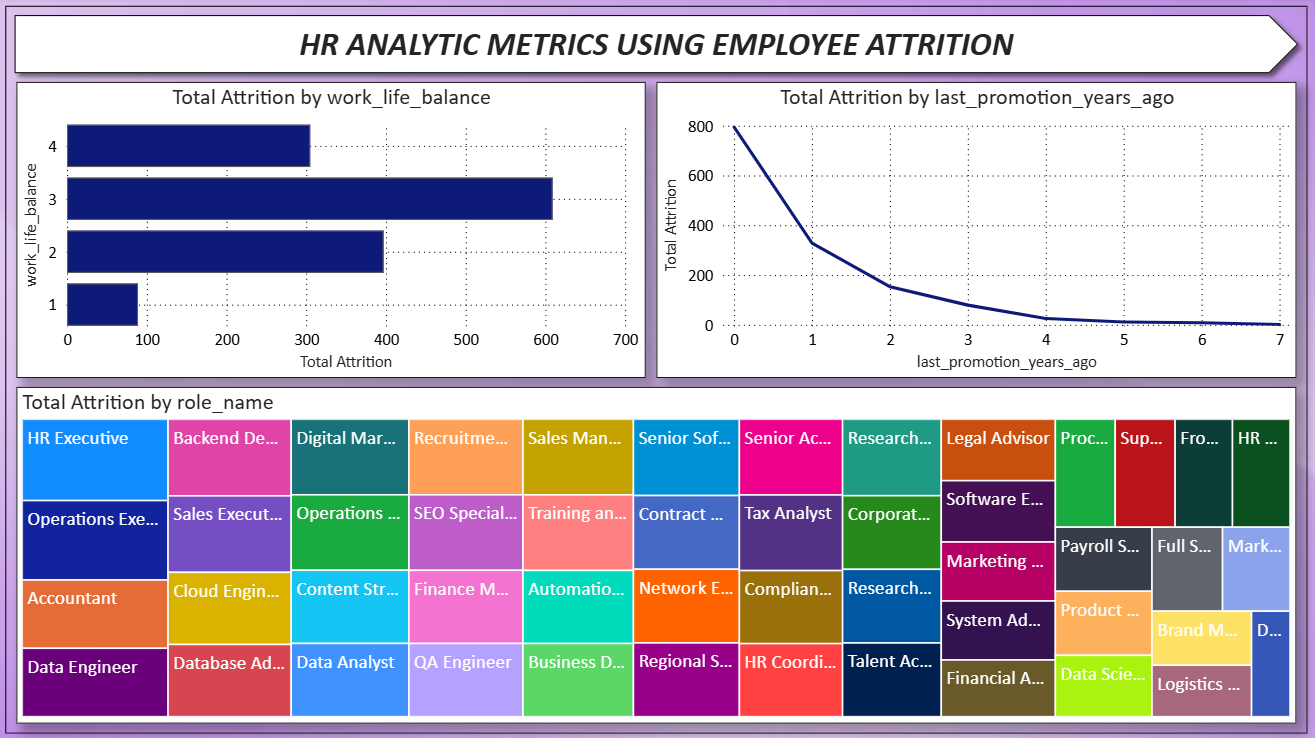 HR ANALYTIC METRICS USING EMPLOYEE ATTRITION
Total Attrition by work_life_balance
work_life_balance
4
3
2
1
0 100 200 300 400 500 600 700
Total Attrition
Total Attrition by last_promotion_years_ago
Total Attrition
800
600
400
200
0
0 1 2 3 4 5 6 7
last_promotion_years_ago
Total Attrition by role_name
HR Executive
Operations Exe...
Accountant
Data Engineer
Backend De...
Sales Execut...
Cloud Engin...
Database Ad...
Digital Mar...
Operations ...
Content Str...
Data Analyst
Recruitme...
SEO Special...
Finance M...
QA Engineer
Sales Man...
Training an...
Automatio...
Business D...
Senior Sof...
Contract ...
Network E...
Regional S...
Senior Ac...
Tax Analyst
Complian...
HR Coordi...
Research...
Corporat...
Research...
Talent Ac...
Legal Advisor
Software E...
Marketing ...
System Ad...
Financial A...
Proc...
Sup...
Fro...
HR ...
Payroll S...
Product ...
Data Scie...
Full S...
Mark...
Brand M...
Logistics ...
D...